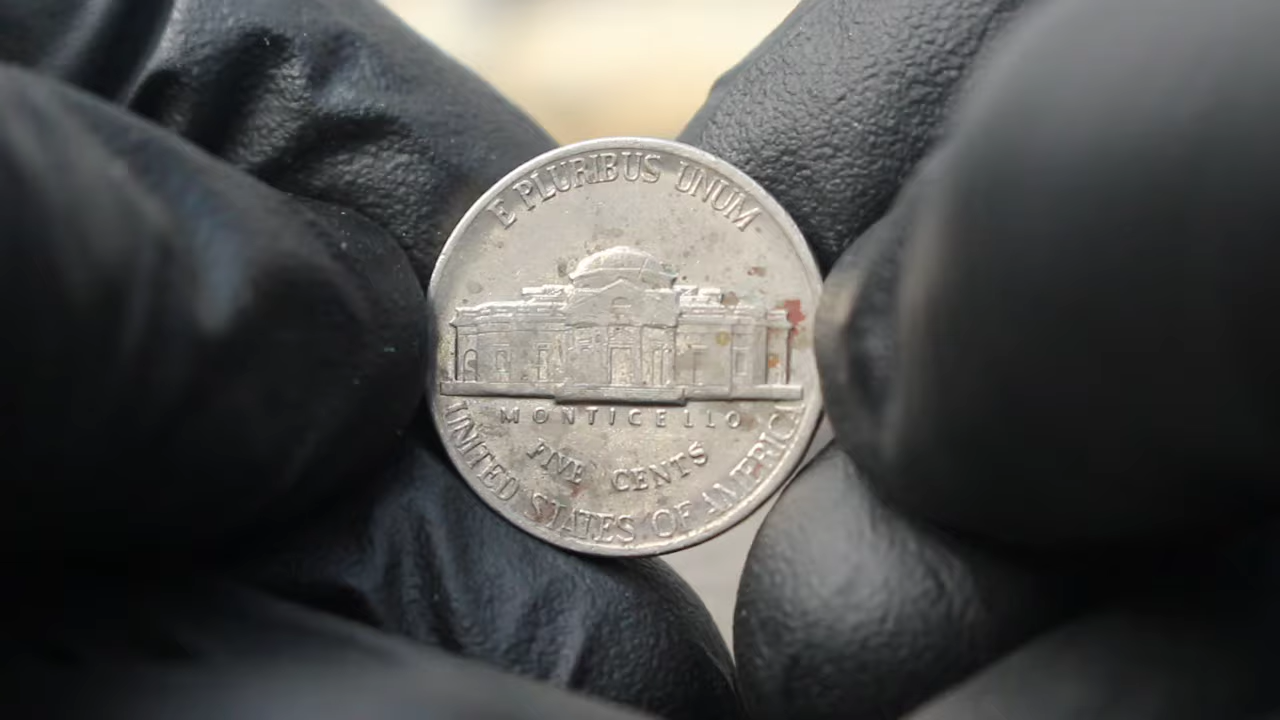 E PLURIBUS UNUM
MONTICELLO
FIVE CENTS
UNITED STATES OF AMERICA